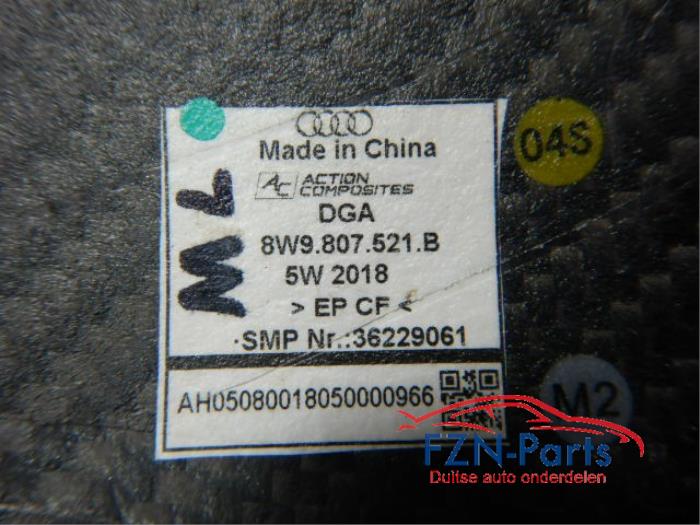 Made in China
AC ACTION
COMPOSITES
DGA
8W9.807.521.B
5W 2018
> EP CF <
SMP Nr.:36229061
AH05080018050000966
ML
04S
M2
FZN-Parts
Duitse auto onderdelen